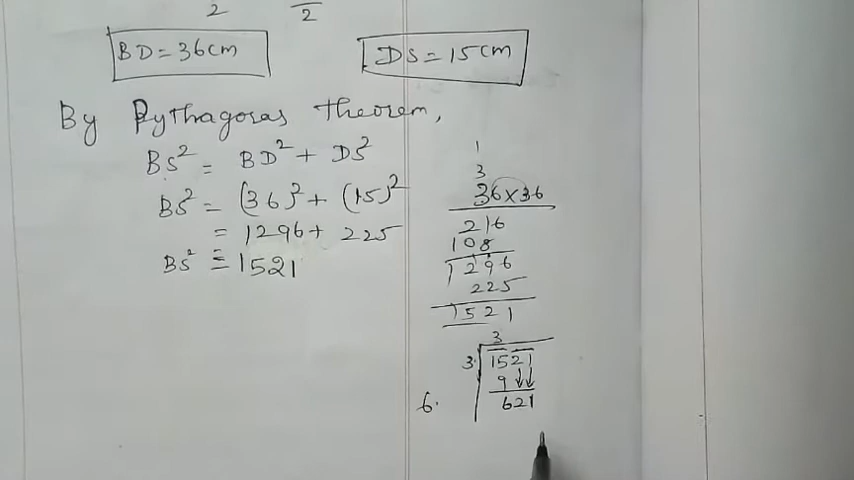 2 2
BD = 36cm DS = 15cm
By Pythagoras theorem,
BS² = BD² + DS²
BS² = (36)² + (15)²
= 1296 + 225
BS² = 1521
1
3
36 × 36
216
108
1296
225
1521
3
3 1521
9 ↓↓
6. 621